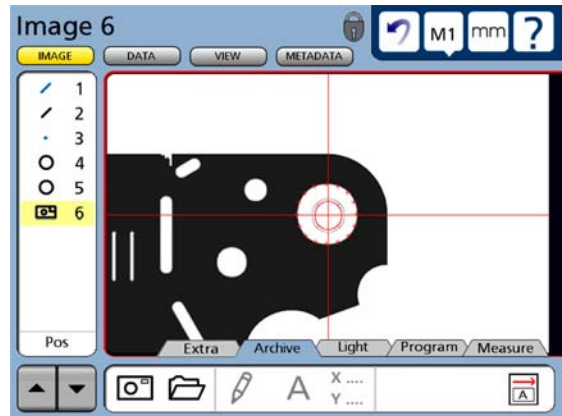 Image 6
M1 mm ?
IMAGE DATA VIEW METADATA
1
2
3
4
5
6
Pos
Extra Archive Light Program Measure
A X ....
Y ....
A